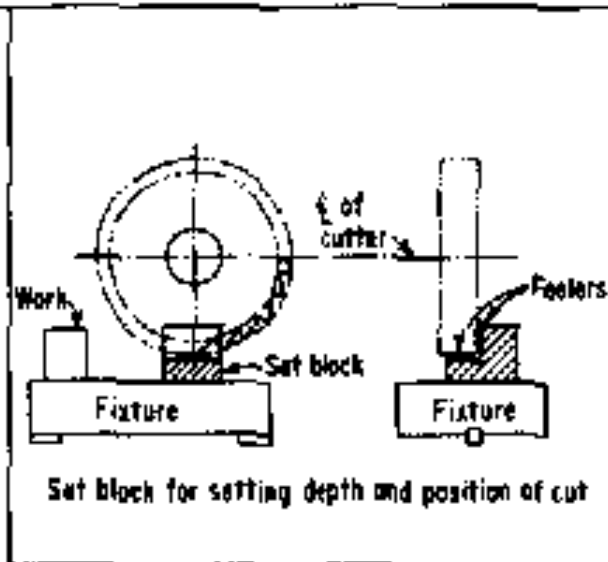 ℄ of
cutter
Feelers
Work
Set block
Fixture
Fixture
Set block for setting depth and position of cut